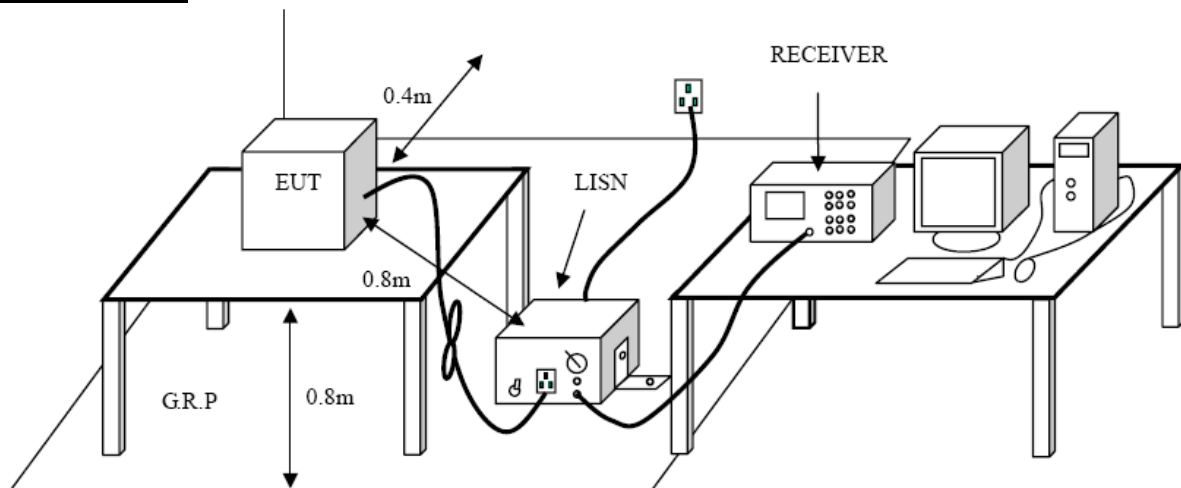 RECEIVER
0.4m
EUT
LISN
0.8m
G.R.P
0.8m